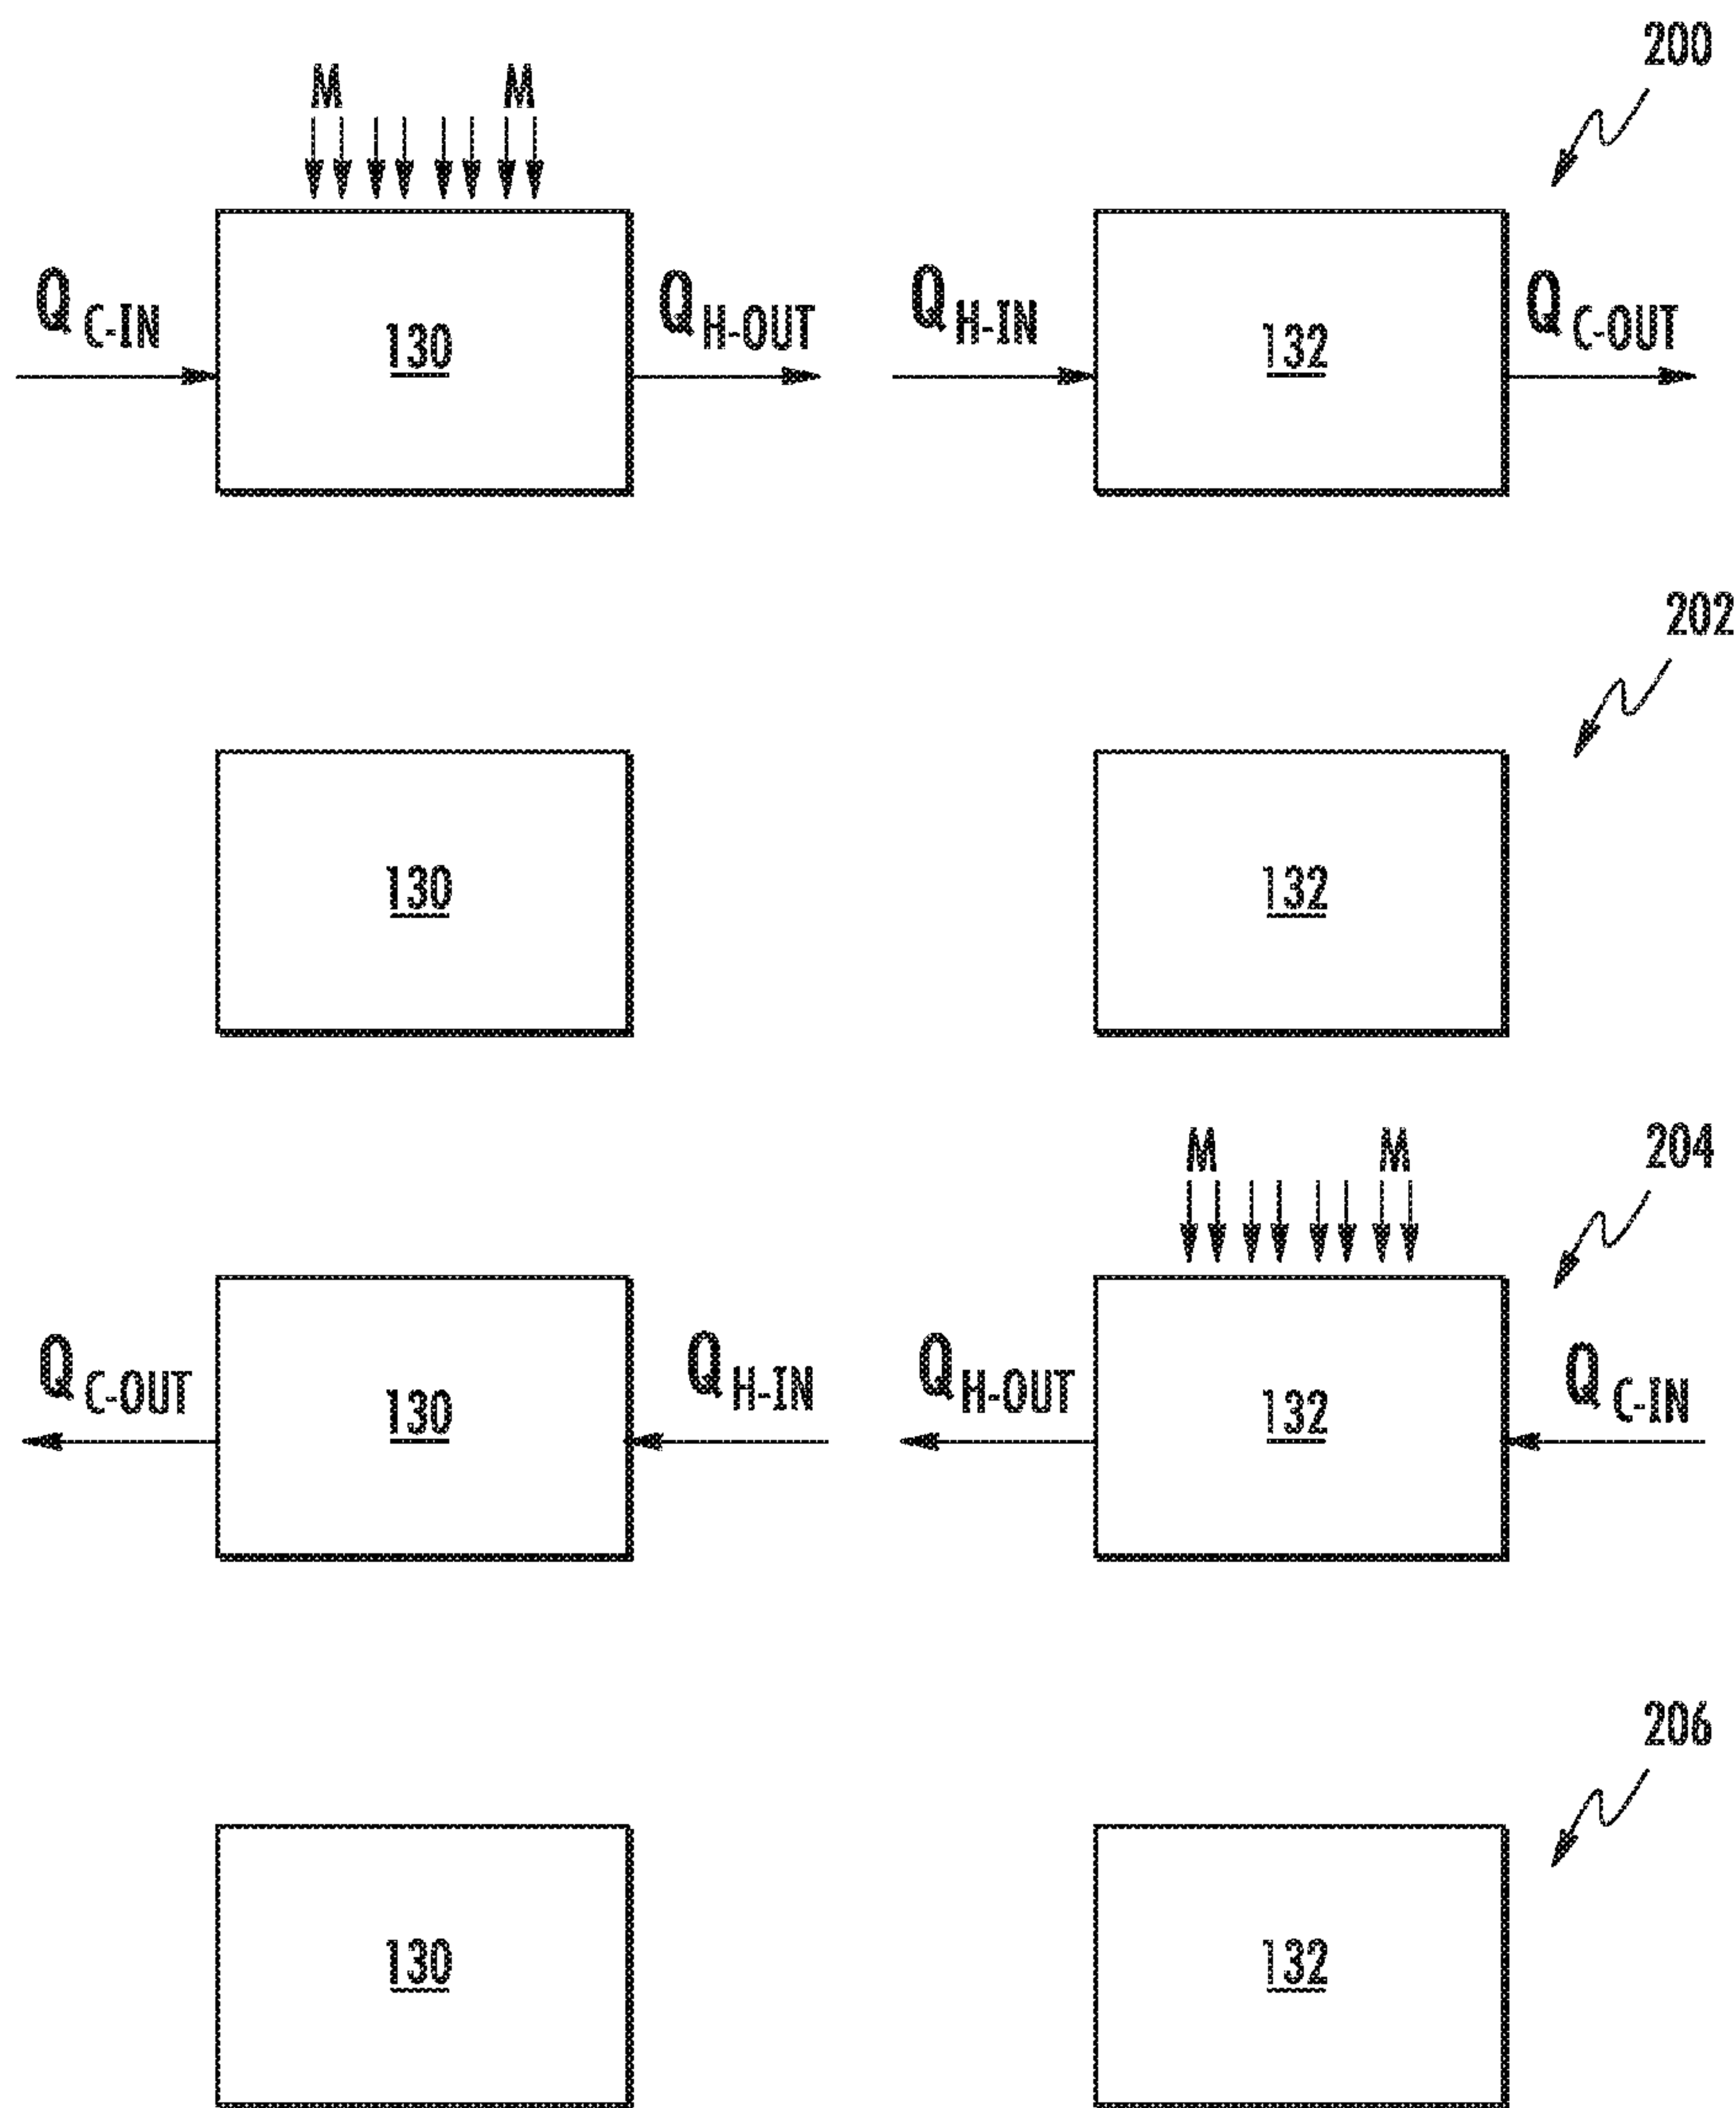 200
M M
Q C-IN 130 Q H-OUT Q H-IN 132 Q C-OUT
202
130 132
204
M M
Q C-OUT 130 Q H-IN Q H-OUT 132 Q C-IN
206
130 132